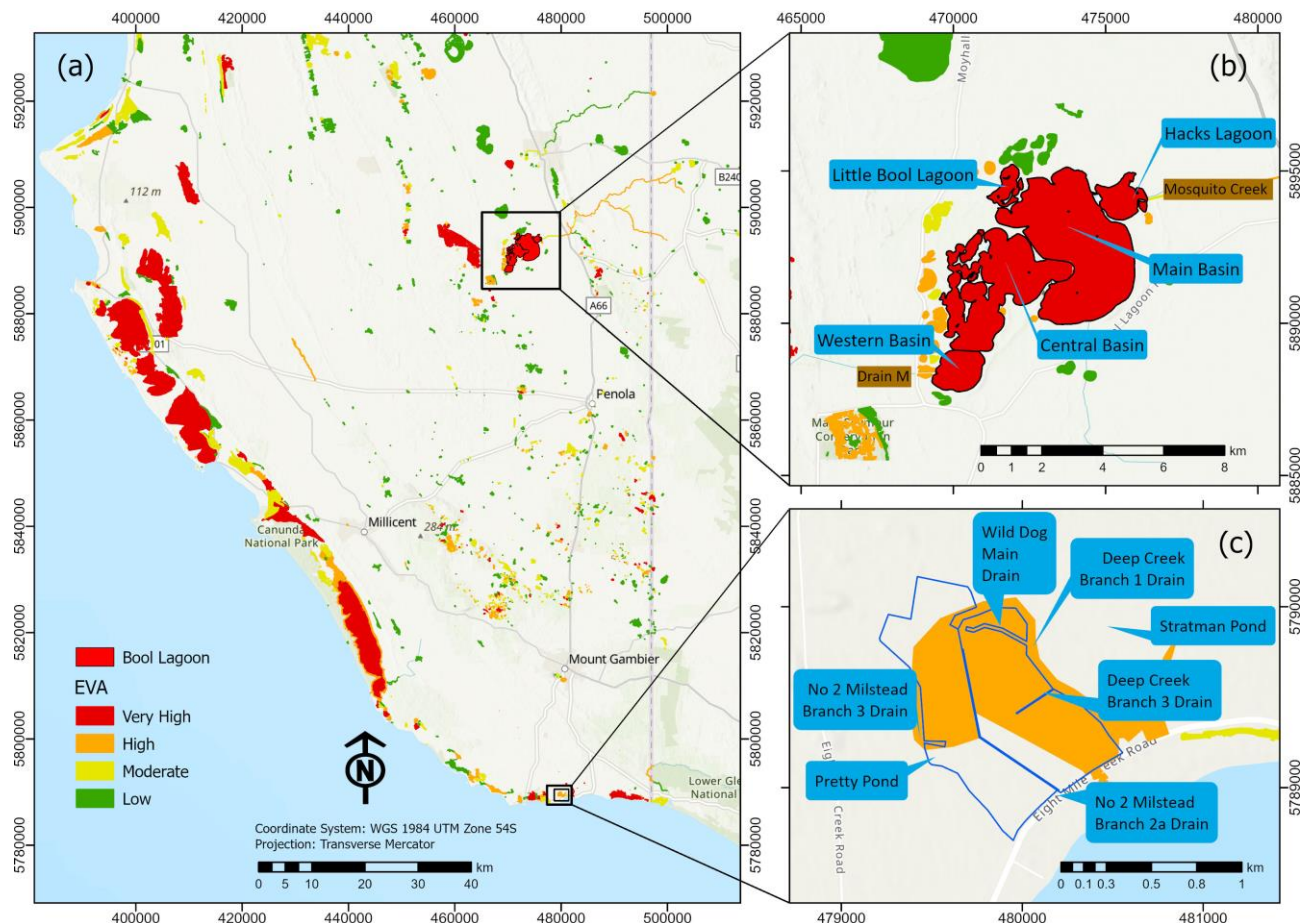 400000 420000 440000 460000 480000 500000
(a)
5920000
5900000
5880000
5860000
5840000
5820000
5800000
5780000
112 m
B240
A66
01
Penola
Millicent
284 m
Canunda
National Park
Mount Gambier
Lower Gle
National
Bool Lagoon
EVA
Very High
High
Moderate
Low
N
Coordinate System: WGS 1984 UTM Zone 54S
Projection: Transverse Mercator
km
0 5 10 20 30 40
400000 420000 440000 460000 480000 500000
465000 470000 475000 480000
(b)
Moyhall
Hacks Lagoon
Little Bool Lagoon
Mosquito Creek
Main Basin
Western Basin
Central Basin
Drain M
5895000
5890000
5885000
km
0 1 2 4 6 8
(c)
Wild Dog
Main
Drain
Deep Creek
Branch 1 Drain
Stratman Pond
No 2 Milstead
Branch 3 Drain
Deep Creek
Branch 3 Drain
Pretty Pond
No 2 Milstead
Branch 2a Drain
Eight Mile Creek Road
Creek Road
5790000
5789000
km
0 0.1 0.3 0.5 0.8 1
479000 480000 481000